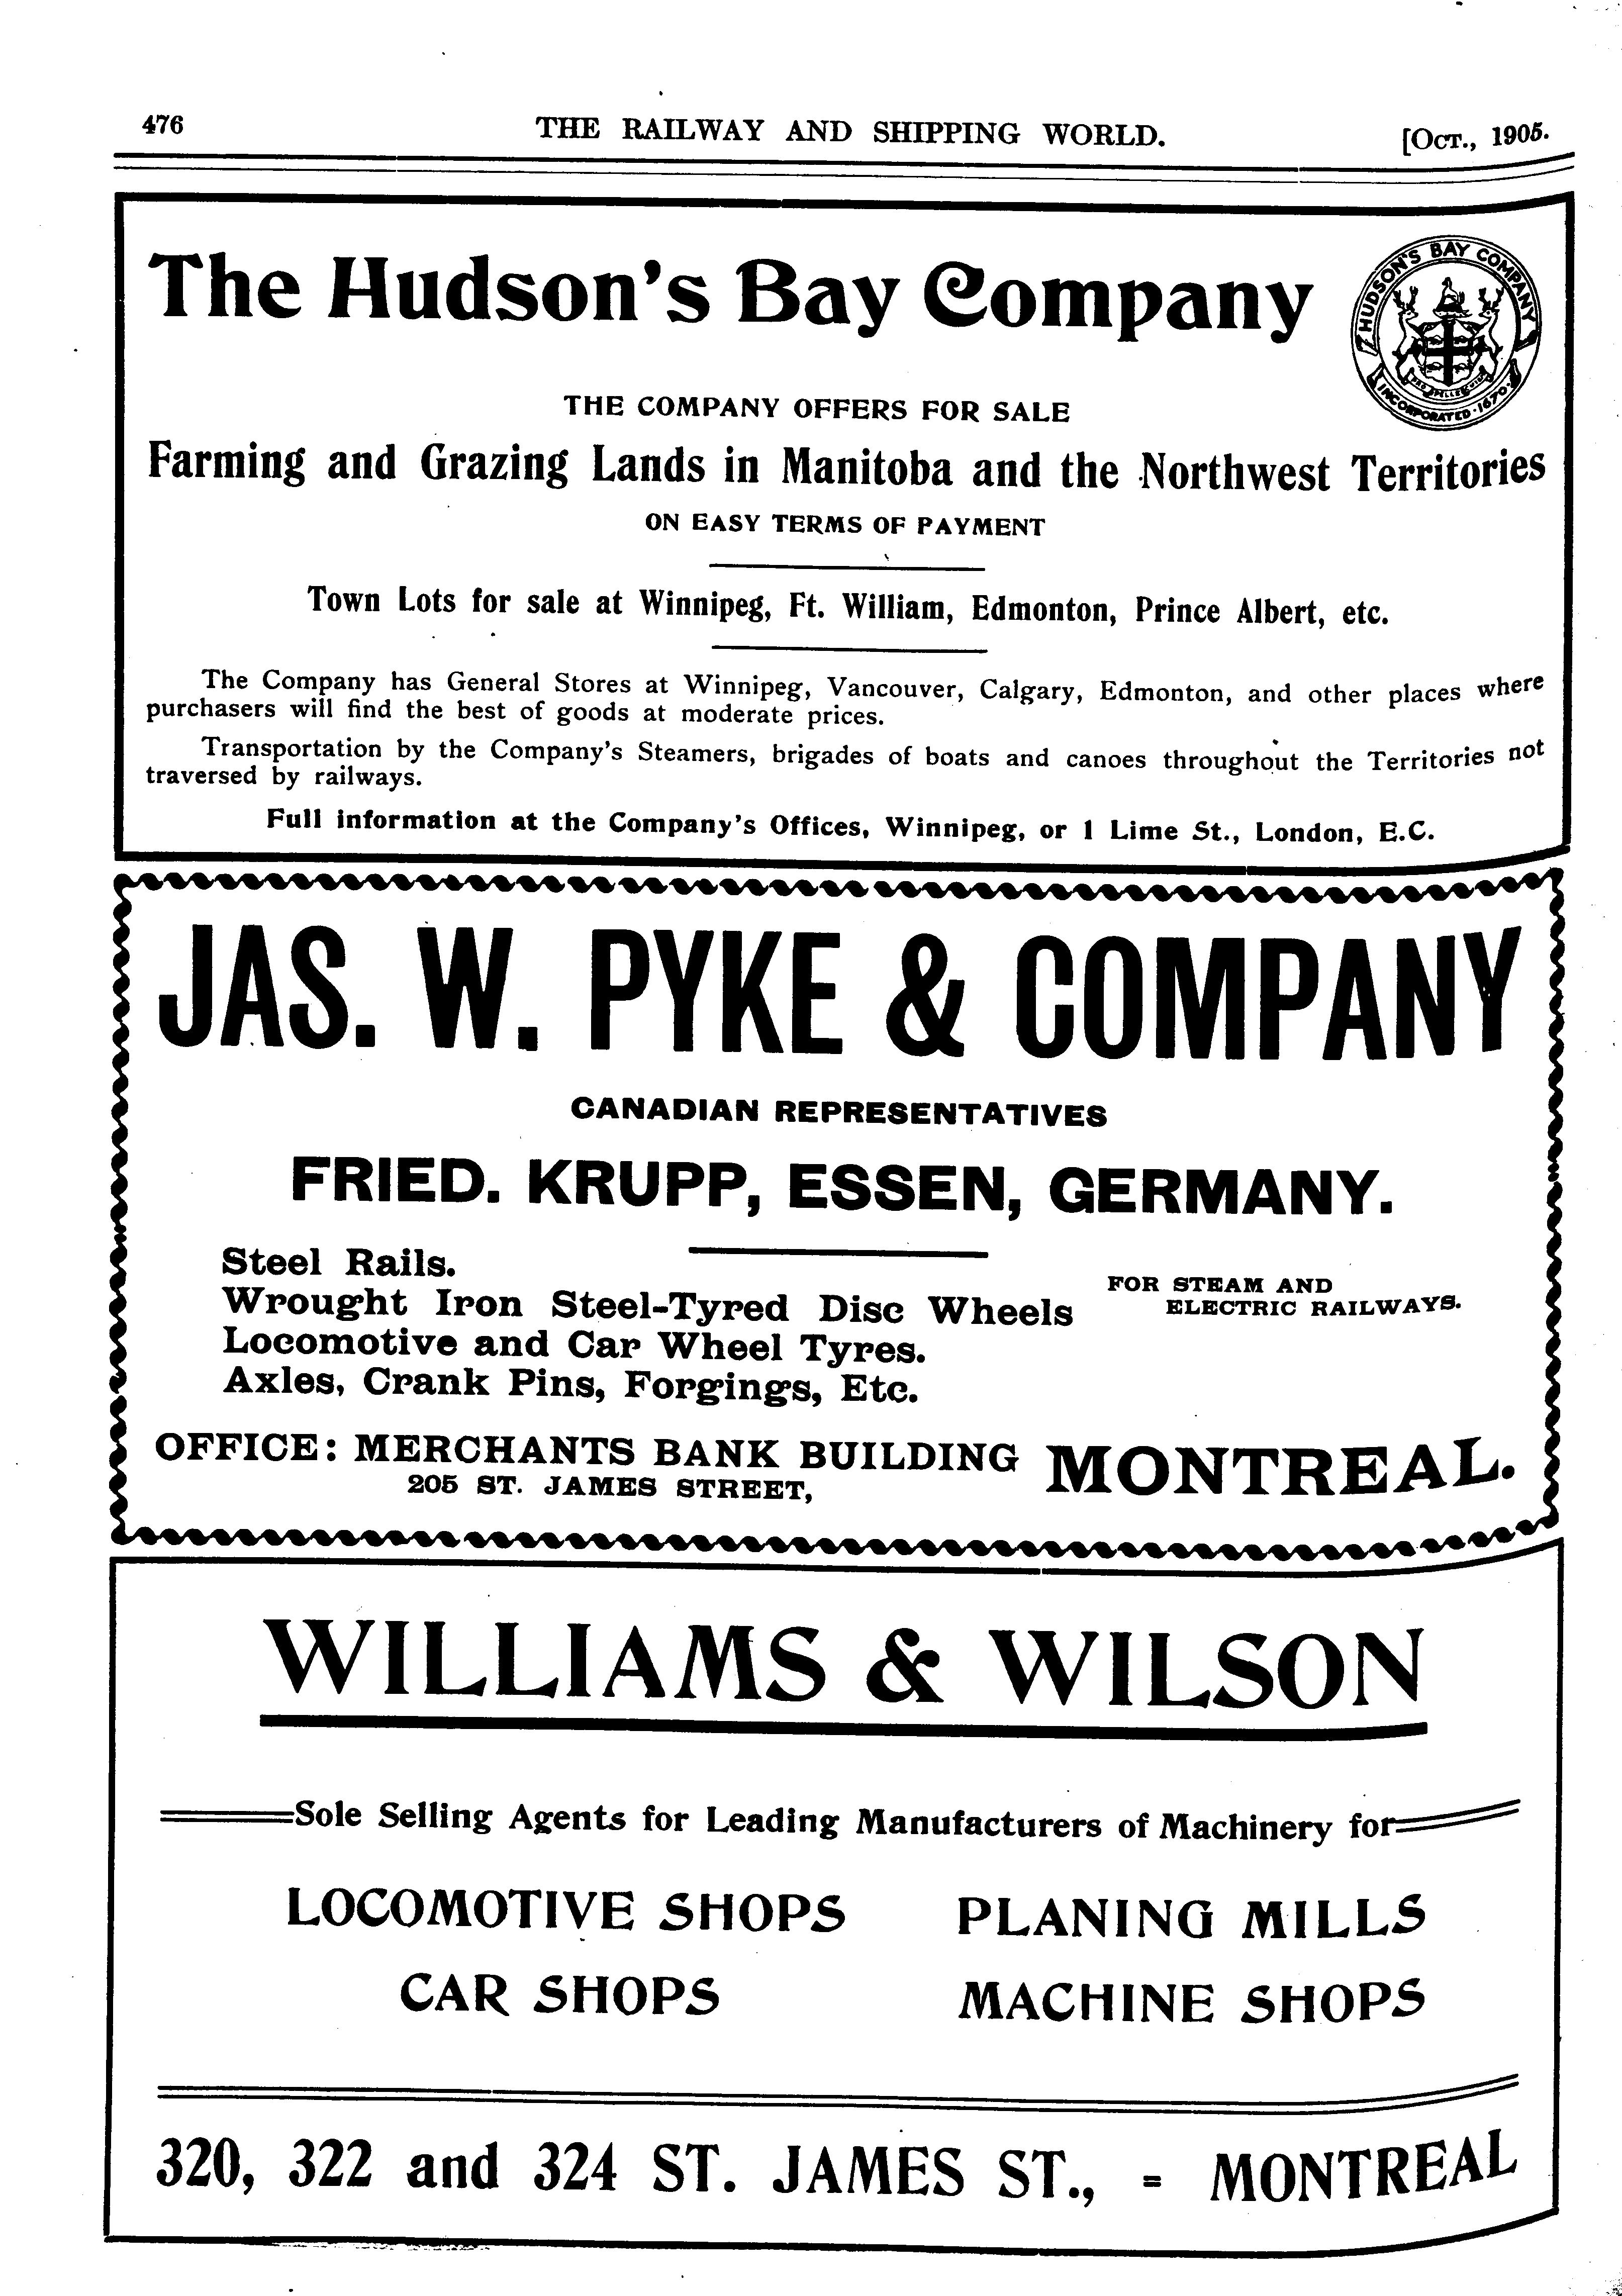 476 THE RAILWAY AND SHIPPING WORLD. [OCT., 1905.
The Hudson's Bay Company
HUDSON'S BAY COMPANY
INCORPORATED · 1670 ·
THE COMPANY OFFERS FOR SALE
Farming and Grazing Lands in Manitoba and the Northwest Territories
ON EASY TERMS OF PAYMENT
Town Lots for sale at Winnipeg, Ft. William, Edmonton, Prince Albert, etc.
The Company has General Stores at Winnipeg, Vancouver, Calgary, Edmonton, and other places where
purchasers will find the best of goods at moderate prices.
Transportation by the Company's Steamers, brigades of boats and canoes throughout the Territories not
traversed by railways.
Full information at the Company's Offices, Winnipeg, or 1 Lime St., London, E.C.
JAS. W. PYKE & COMPANY
CANADIAN REPRESENTATIVES
FRIED. KRUPP, ESSEN, GERMANY.
Steel Rails.
Wrought Iron Steel-Tyred Disc Wheels FOR STEAM AND
ELECTRIC RAILWAYS.
Locomotive and Car Wheel Tyres.
Axles, Crank Pins, Forgings, Etc.
OFFICE: MERCHANTS BANK BUILDING MONTREAL.
205 ST. JAMES STREET,
WILLIAMS & WILSON
Sole Selling Agents for Leading Manufacturers of Machinery for
LOCOMOTIVE SHOPS PLANING MILLS
CAR SHOPS MACHINE SHOPS
320, 322 and 324 ST. JAMES ST., = MONTREAL